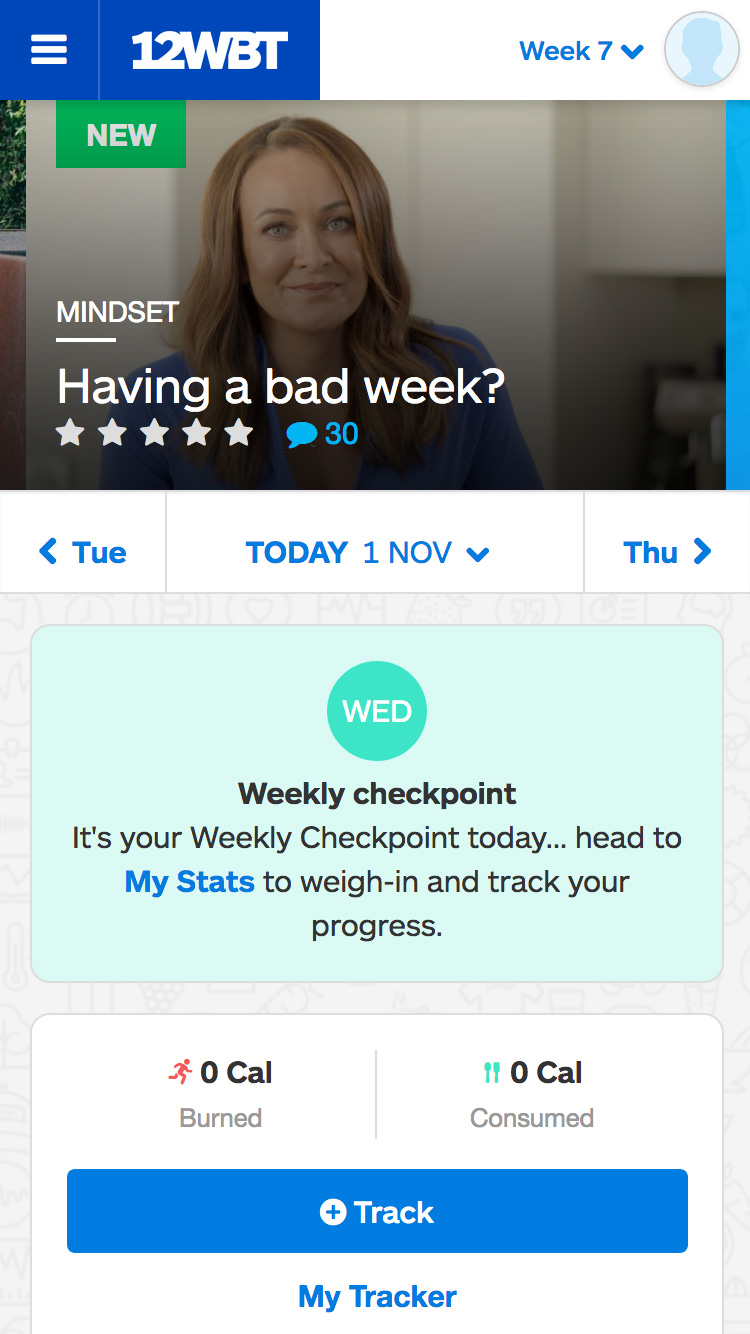 12WBT
Week 7
NEW
MINDSET
Having a bad week?
30
Tue
TODAY 1 NOV
Thu
WED
Weekly checkpoint
It's your Weekly Checkpoint today... head to
My Stats to weigh-in and track your
progress.
0 Cal
Burned
0 Cal
Consumed
Track
My Tracker